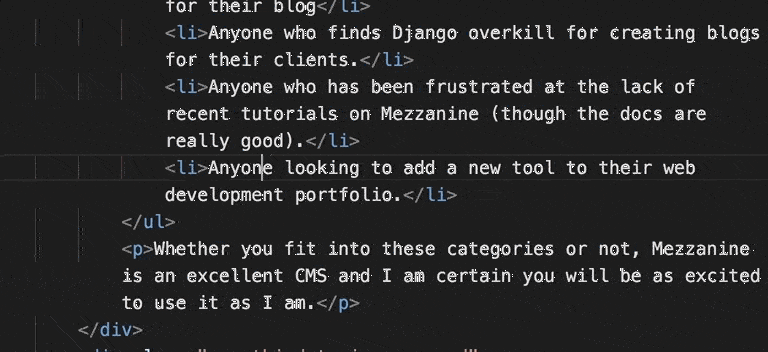 for their blog</li>
<li>Anyone who finds Django overkill for creating blogs
for their clients.</li>
<li>Anyone who has been frustrated at the lack of
recent tutorials on Mezzanine (though the docs are
really good).</li>
<li>Anyone looking to add a new tool to their web
development portfolio.</li>
</ul>
<p>Whether you fit into these categories or not, Mezzanine
is an excellent CMS and I am certain you will be as excited
to use it as I am.</p>
</div>